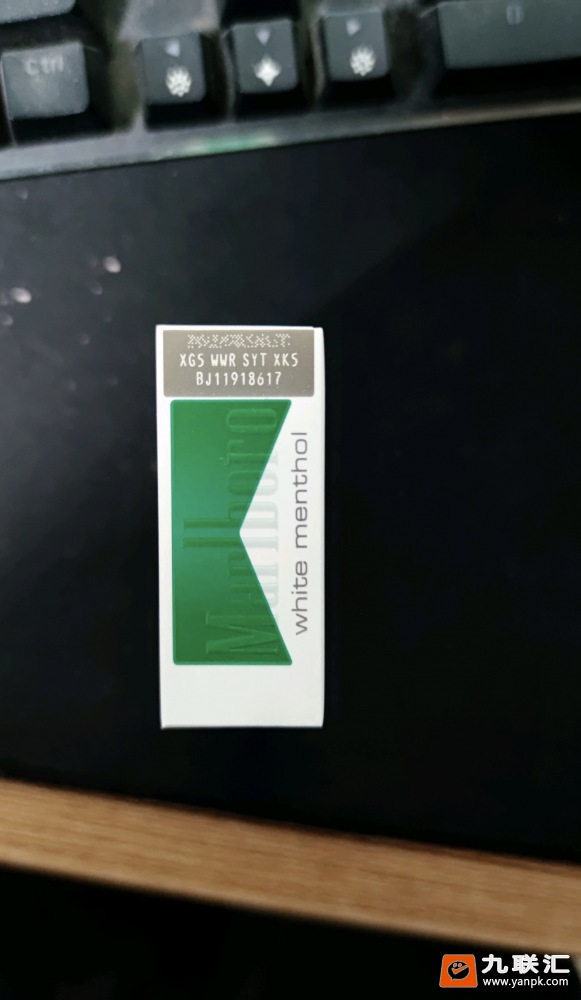 Ctrl
XG5 WWR SYT XK5
BJ11918617
Marlboro
white menthol
九联汇
www.yanpk.com